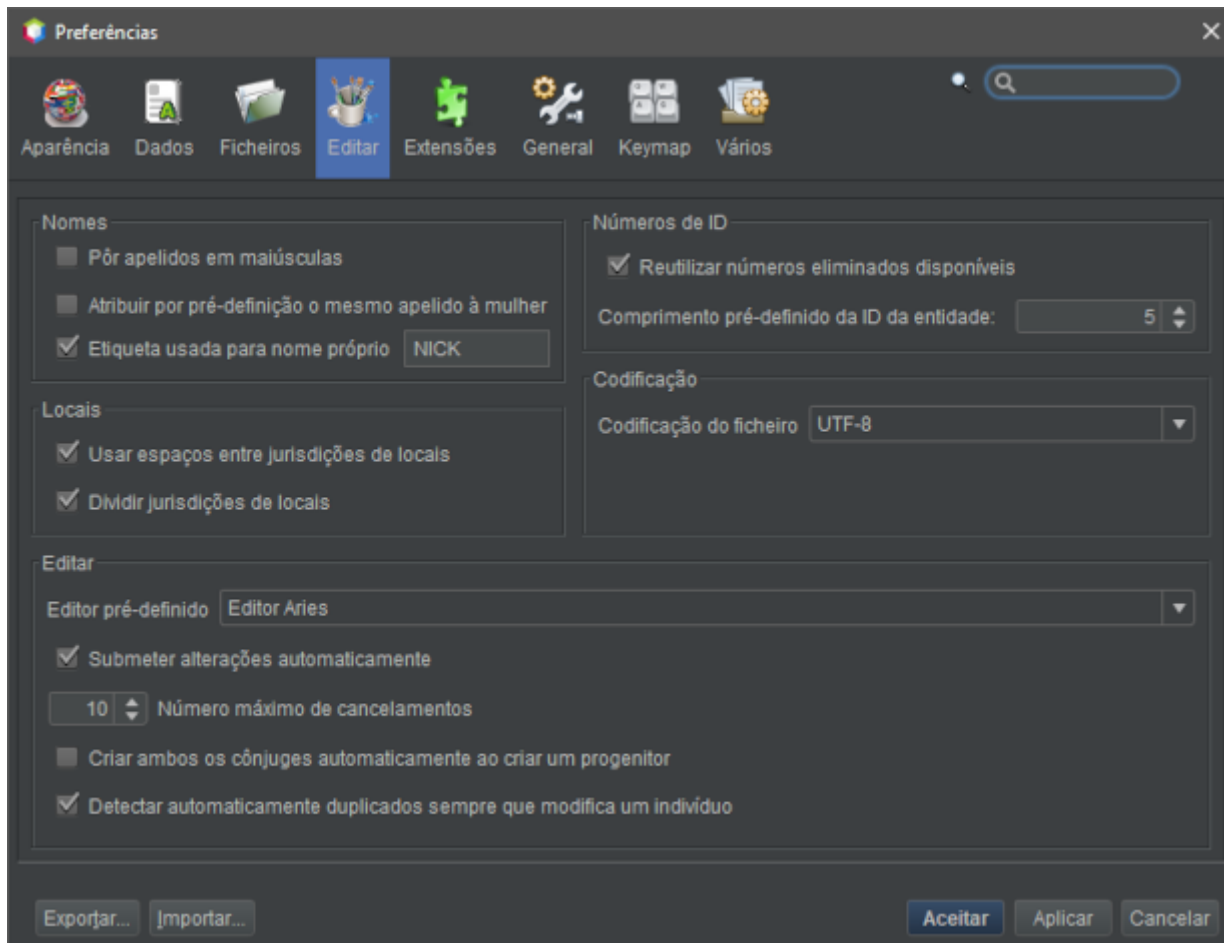 Preferências
Aparência Dados Ficheiros Editar Extensões General Keymap Vários
Nomes
Pôr apelidos em maiúsculas
Atribuir por pré-definição o mesmo apelido à mulher
Etiqueta usada para nome próprio NICK
Números de ID
Reutilizar números eliminados disponíveis
Comprimento pré-definido da ID da entidade: 5
Locais
Usar espaços entre jurisdições de locais
Dividir jurisdições de locais
Codificação
Codificação do ficheiro UTF-8
Editar
Editor pré-definido Editor Aries
Submeter alterações automaticamente
10 Número máximo de cancelamentos
Criar ambos os cônjuges automaticamente ao criar um progenitor
Detectar automaticamente duplicados sempre que modifica um indivíduo
Exportar... Importar... Aceitar Aplicar Cancelar